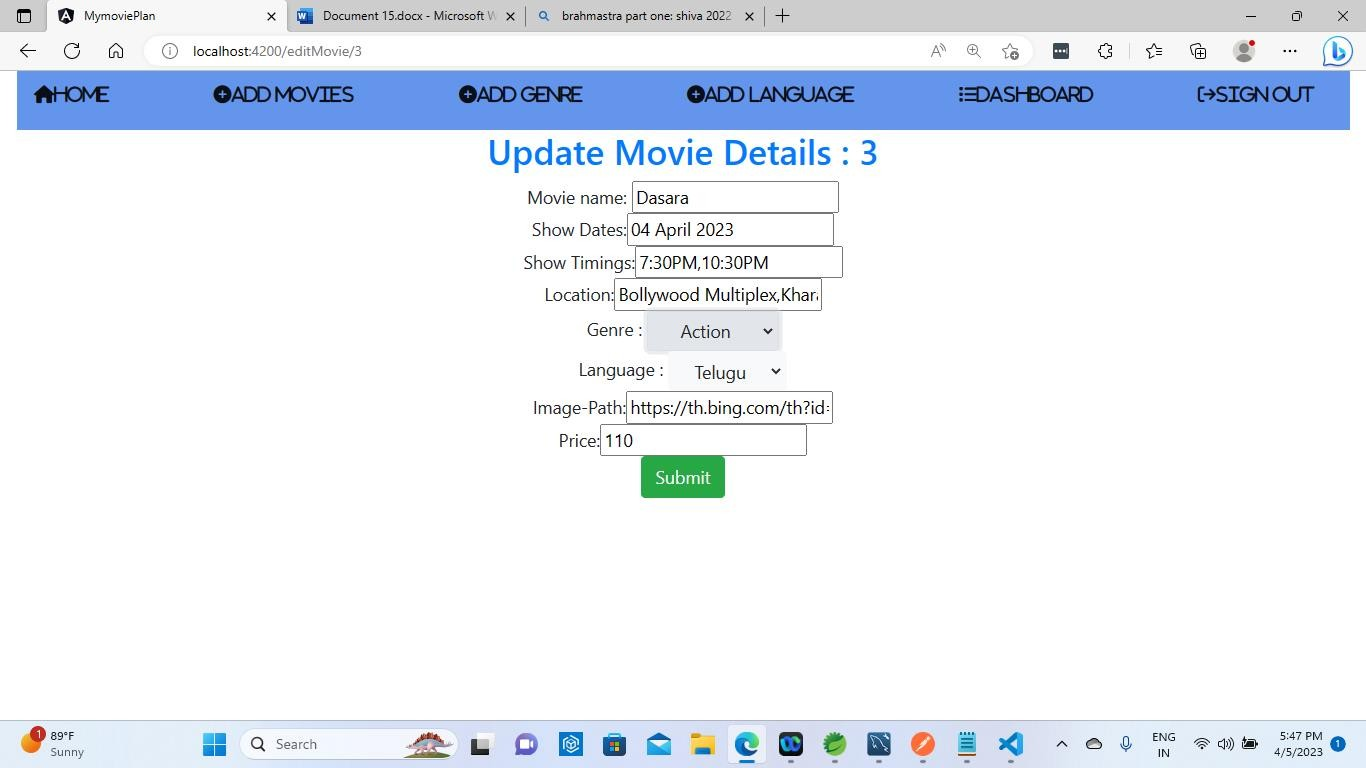 MymoviePlan
Document 15.docx - Microsoft W
brahmastra part one: shiva 2022
localhost:4200/editMovie/3
HOME ADD MOVIES ADD GENRE ADD LANGUAGE DASHBOARD SIGN OUT
Update Movie Details : 3
Movie name: Dasara
Show Dates: 04 April 2023
Show Timings: 7:30PM,10:30PM
Location: Bollywood Multiplex,Khara
Genre : Action
Language : Telugu
Image-Path: https://th.bing.com/th?id=
Price: 110
Submit
1
89°F
Sunny
Search
ENG
IN
5:47 PM
4/5/2023
1